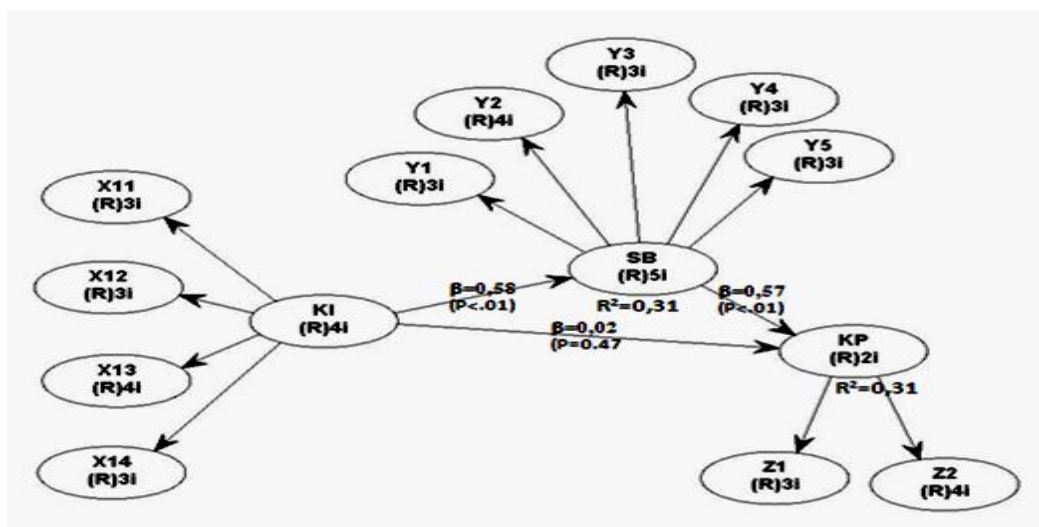 Y3
(R)3i
Y4
(R)3i
Y2
(R)4i
Y5
(R)3i
Y1
(R)3i
X11
(R)3i
X12
(R)3i
SB
(R)5i
R²=0,31
β=0,58
(P<.01)
β=0,57
(P<.01)
KI
(R)4i
β=0,02
(P=0.47
KP
(R)2i
R²=0,31
X13
(R)4i
X14
(R)3i
Z1
(R)3i
Z2
(R)4i